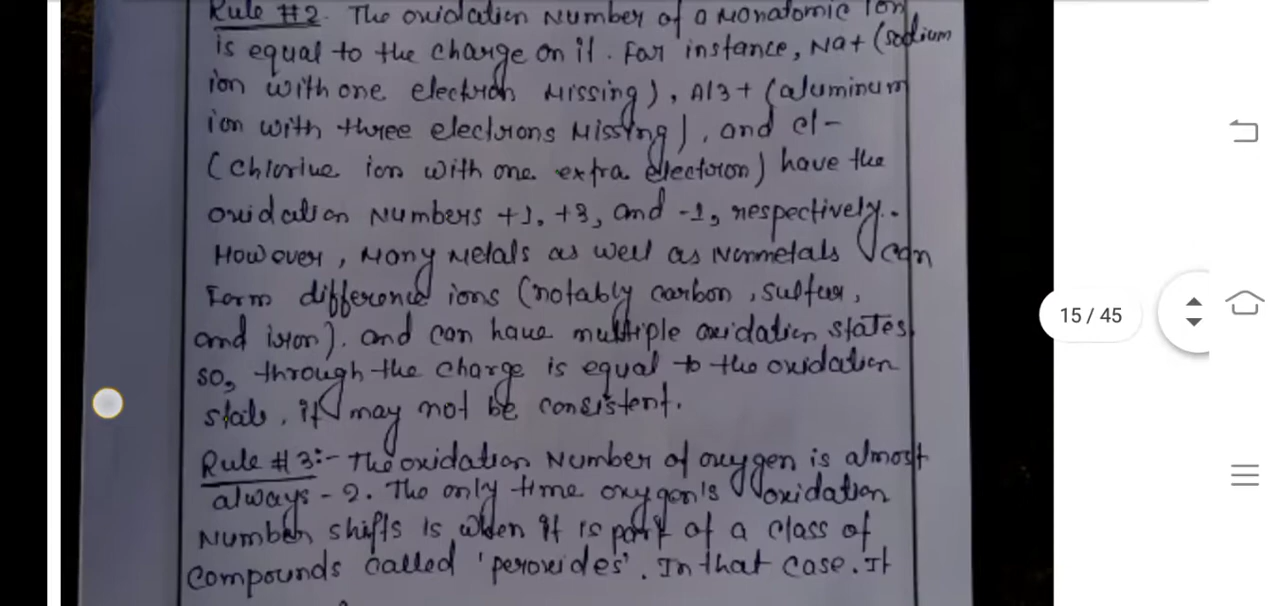 Rule #2. The oxidation Number of a Monatomic Ion
is equal to the charge on it. For instance, Na+ (sodium
ion with one electron Missing), Al3+ (aluminum
ion with three electrons Missing), and cl-
(chlorine ion with one extra electron) have the
oxidation Numbers +1, +3, and -1, respectively.
However, Many Metals as well as Nonmetals can
Form difference ions (notably carbon, sulfur,
and iron). and can have multiple oxidation states
so, through the charge is equal to the oxidation
state, it may not be consistent.
Rule #3:- The oxidation Number of oxygen is almost
always -2. The only time oxygen's oxidation
Number shifts is when it is part of a class of
compounds called 'peroxides'. In that case. It
15 / 45